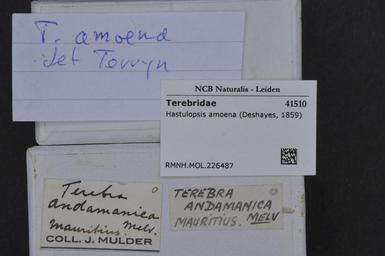 T. amoena
det Tervyn
NCB Naturalis - Leiden
Terebridae 41510
Hastulopsis amoena (Deshayes, 1859)
RMNH.MOL.226487
Terebra
andamanica
Melv.
Mauritius.
COLL. J. MULDER
TEREBRA
ANDAMANICA
MELV
MAURITIUS.